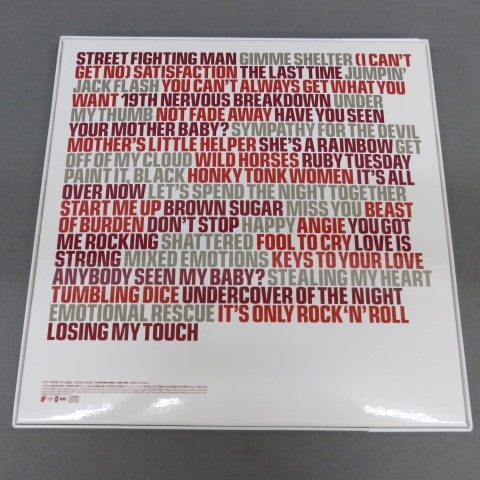 STREET FIGHTING MAN GIMME SHELTER (I CAN'T
GET NO) SATISFACTION THE LAST TIME JUMPIN'
JACK FLASH YOU CAN'T ALWAYS GET WHAT YOU
WANT 19TH NERVOUS BREAKDOWN UNDER
MY THUMB NOT FADE AWAY HAVE YOU SEEN
YOUR MOTHER BABY? SYMPATHY FOR THE DEVIL
MOTHER'S LITTLE HELPER SHE'S A RAINBOW GET
OFF OF MY CLOUD WILD HORSES RUBY TUESDAY
PAINT IT, BLACK HONKY TONK WOMEN IT'S ALL
OVER NOW LET'S SPEND THE NIGHT TOGETHER
START ME UP BROWN SUGAR MISS YOU BEAST
OF BURDEN DON'T STOP HAPPY ANGIE YOU GOT
ME ROCKING SHATTERED FOOL TO CRY LOVE IS
STRONG MIXED EMOTIONS KEYS TO YOUR LOVE
ANYBODY SEEN MY BABY? STEALING MY HEART
TUMBLING DICE UNDERCOVER OF THE NIGHT
EMOTIONAL RESCUE IT'S ONLY ROCK 'N' ROLL
LOSING MY TOUCH